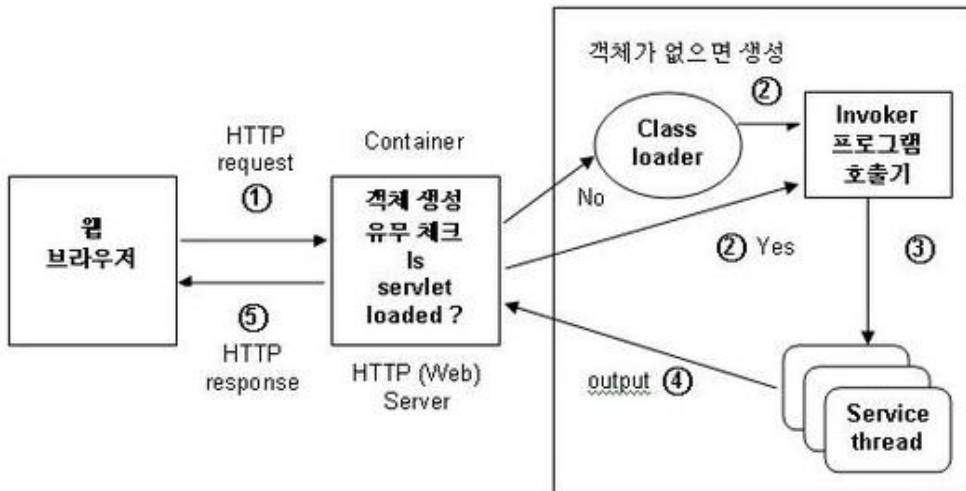 객체가 없으면 생성
②
HTTP
request
①
Container
Class
loader
Invoker
프로그램
호출기
No
웹
브라우저
객체 생성
유무 체크
Is
servlet
loaded ?
② Yes
③
⑤
HTTP
response
HTTP (Web)
Server
output ④
Service
thread